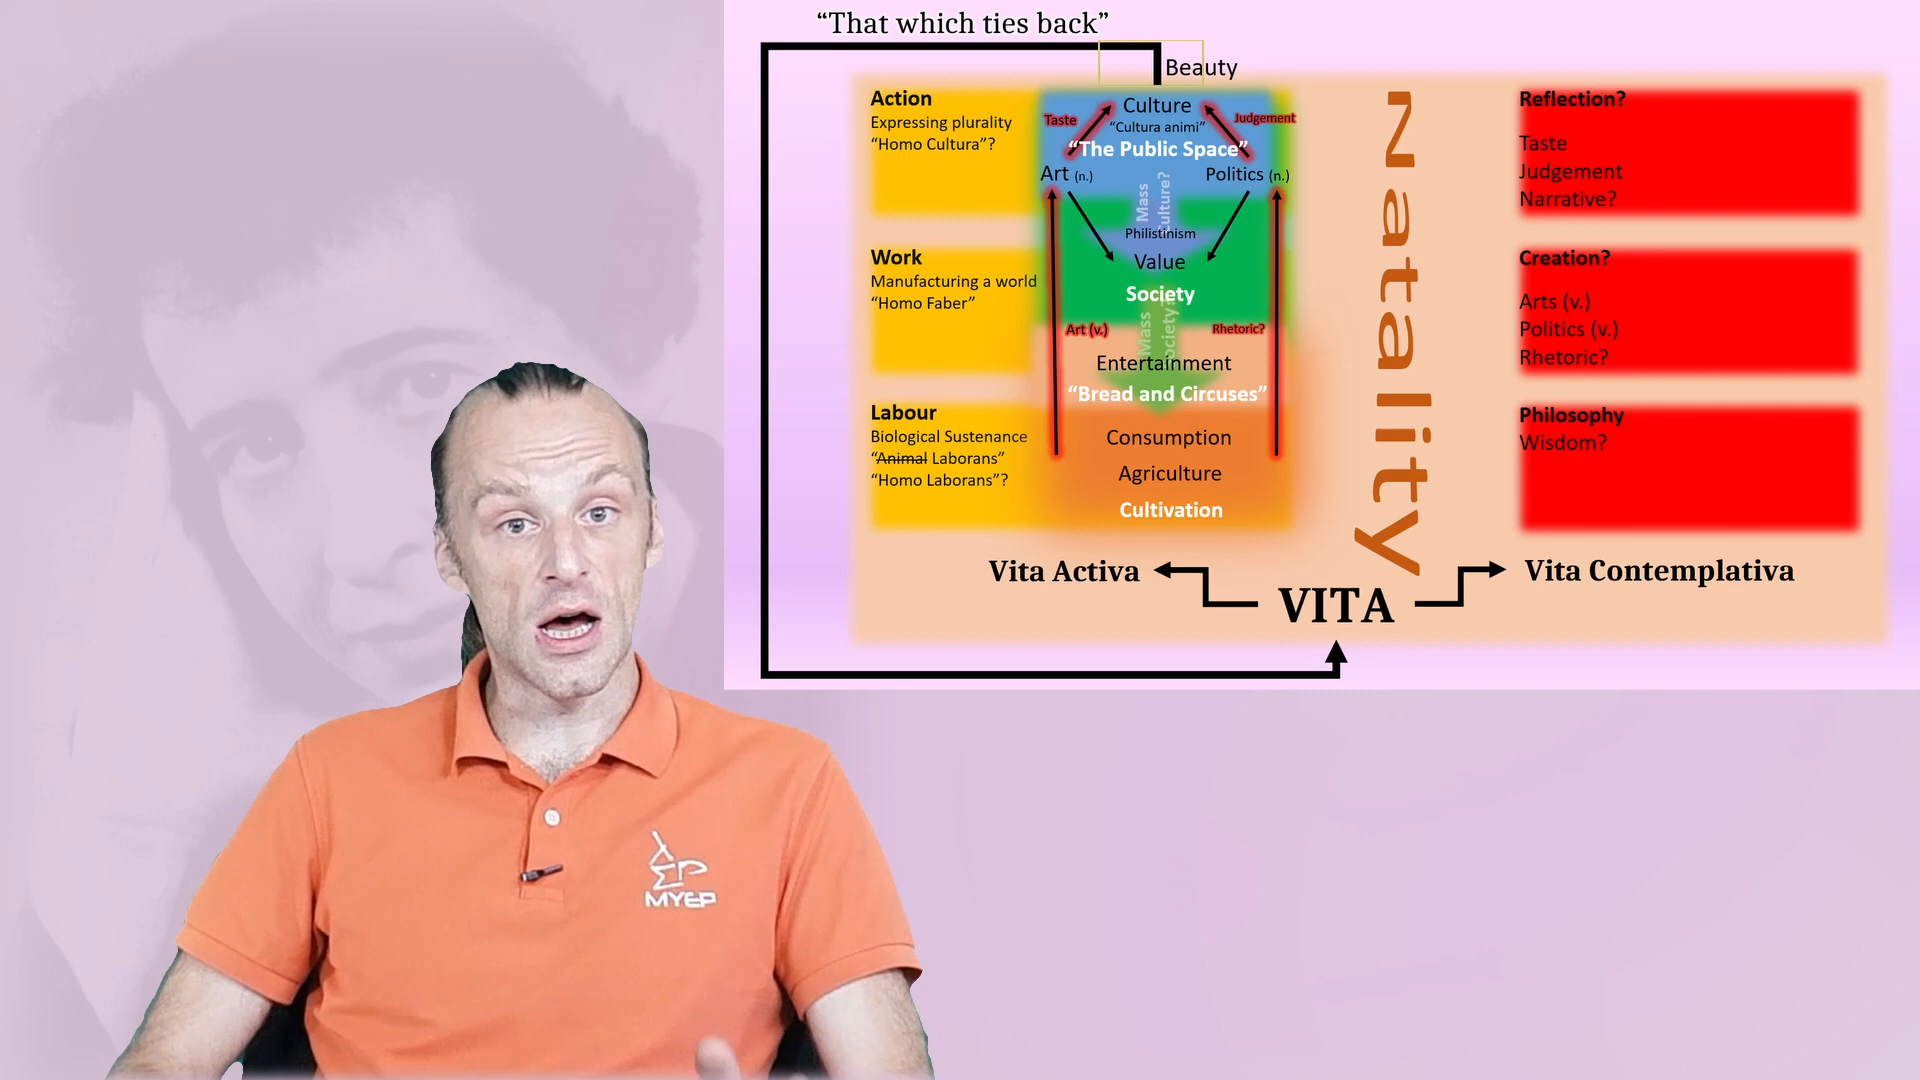 “That which ties back”
Beauty
Action
Expressing plurality
“Homo Cultura”?
Culture
“Cultura animi”
Taste
Judgement
“The Public Space”
Art (n.)
Politics (n.)
Mass
Culture?
Philistinism
Value
Society
Work
Manufacturing a world
“Homo Faber”
Mass
Society?
Art (v.)
Rhetoric?
Entertainment
“Bread and Circuses”
Labour
Biological Sustenance
“Animal Laborans”
“Homo Laborans”?
Consumption
Agriculture
Cultivation
Natality
Reflection?
Taste
Judgement
Narrative?
Creation?
Arts (v.)
Politics (v.)
Rhetoric?
Philosophy
Wisdom?
Vita Activa
VITA
Vita Contemplativa
MYEP